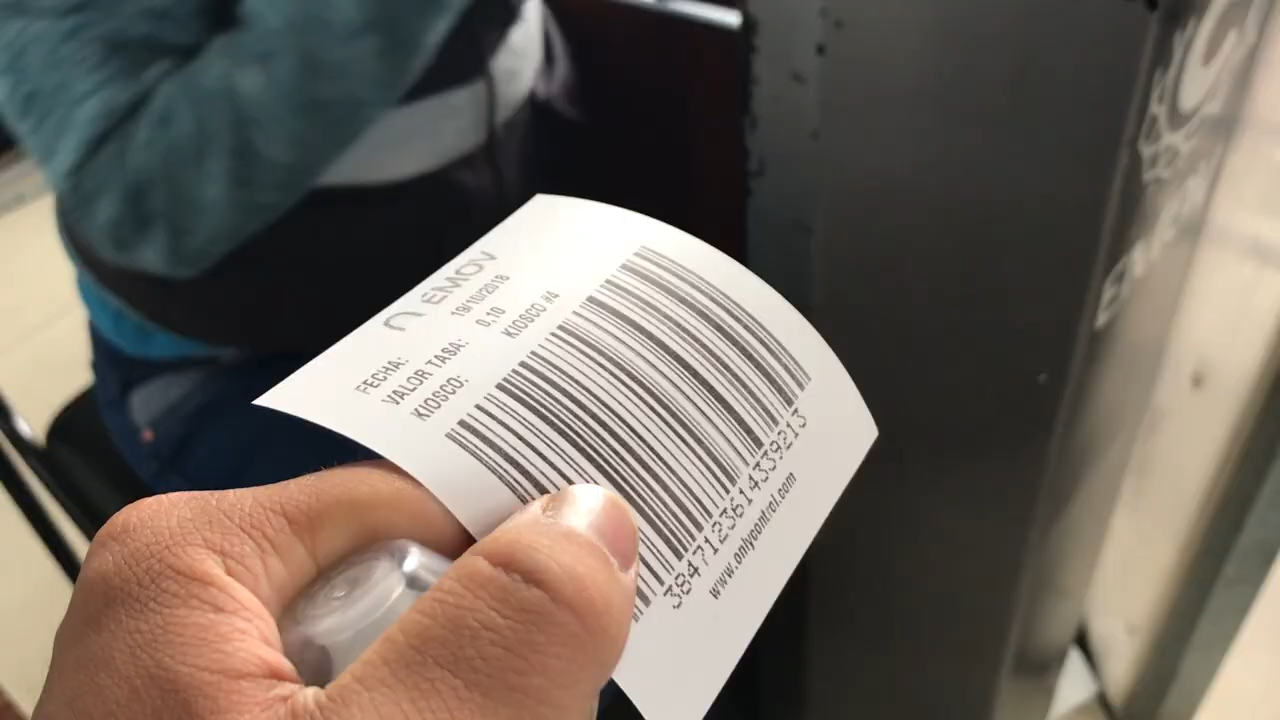 EMOV
FECHA: 19/10/2018
VALOR TASA: 0,10
KIOSCO: KIOSCO #4
3847123614339213
www.onlycontrol.com